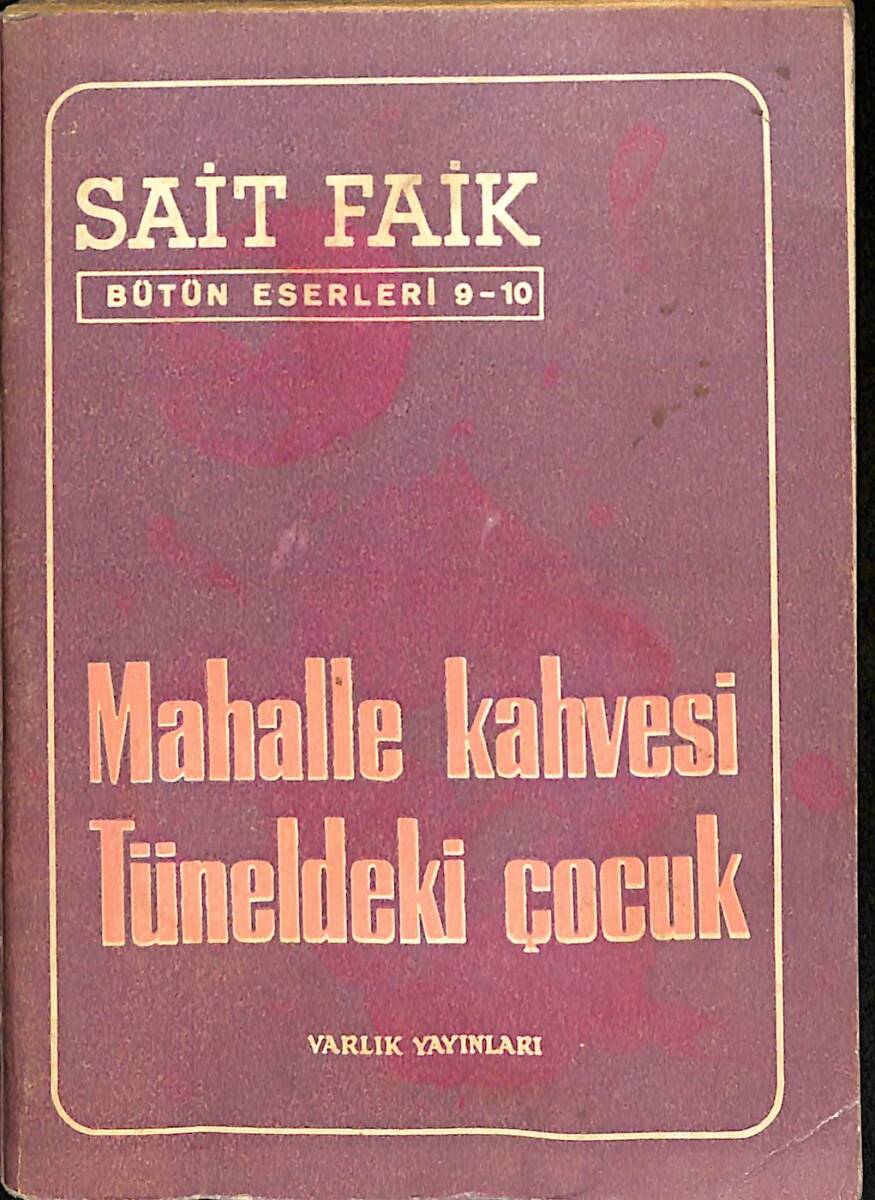 SAİT FAİK
BÜTÜN ESERLERİ 9-10
Mahalle kahvesi
Tüneldeki çocuk
VARLIK YAYINLARI